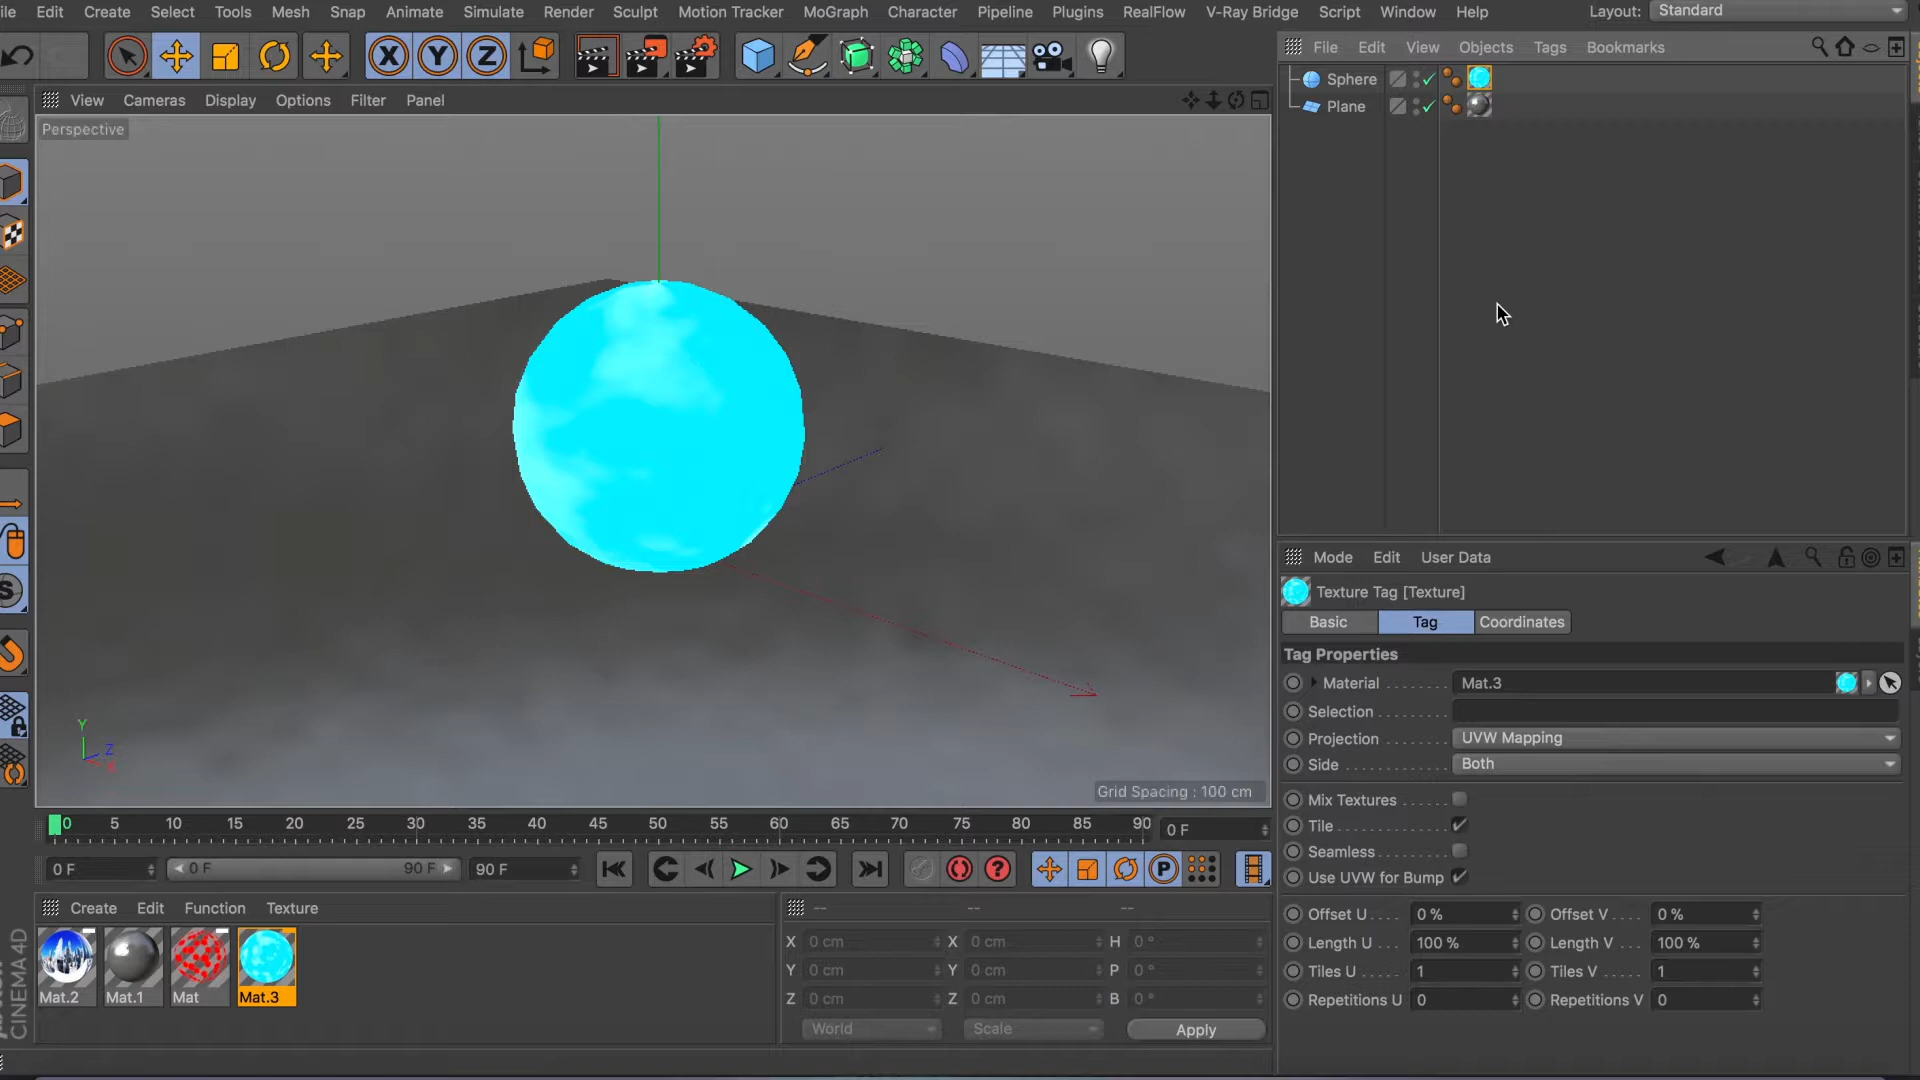 ile Edit Create Select Tools Mesh Snap Animate Simulate Render Sculpt Motion Tracker MoGraph Character Pipeline Plugins RealFlow V-Ray Bridge Script Window Help Layout: Standard
X Y Z
File Edit View Objects Tags Bookmarks
Sphere
Plane
View Cameras Display Options Filter Panel
Perspective
Y
Z
X
Grid Spacing : 100 cm
S
Mode Edit User Data
Texture Tag [Texture]
Basic Tag Coordinates
Tag Properties
Material ........ Mat.3
Selection ........
Projection ....... UVW Mapping
Side ............ Both
Mix Textures ......
Tile ............
Seamless .......
Use UVW for Bump
Offset U .... 0 % Offset V .... 0 %
Length U ... 100 % Length V ... 100 %
Tiles U ..... 1 Tiles V ..... 1
Repetitions U 0 Repetitions V 0
0 5 10 15 20 25 30 35 40 45 50 55 60 65 70 75 80 85 90 0 F
0 F 0 F 90 F 90 F ? P
Create Edit Function Texture
Mat.2 Mat.1 Mat Mat.3
-- -- --
X 0 cm X 0 cm H 0 °
Y 0 cm Y 0 cm P 0 °
Z 0 cm Z 0 cm B 0 °
World Scale Apply
CINEMA4D